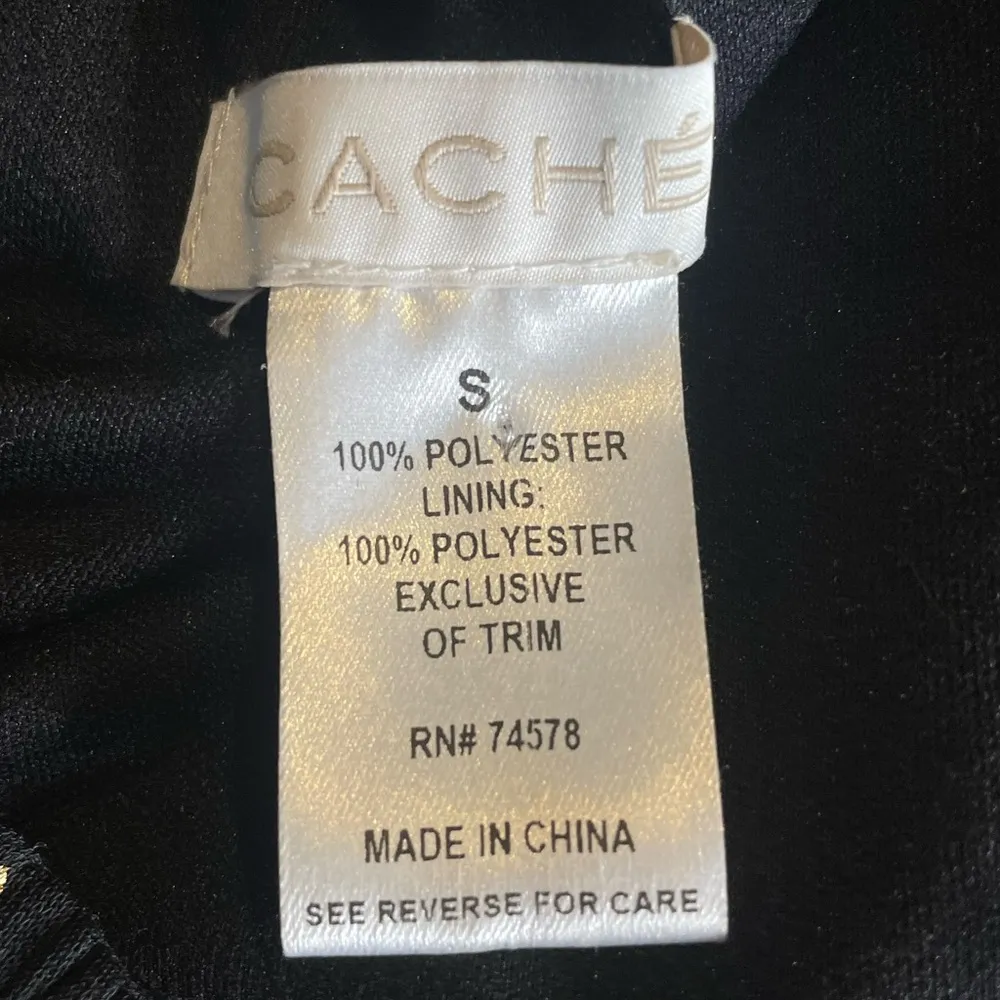 CACHÉ
S
100% POLYESTER
LINING:
100% POLYESTER
EXCLUSIVE
OF TRIM
RN# 74578
MADE IN CHINA
SEE REVERSE FOR CARE